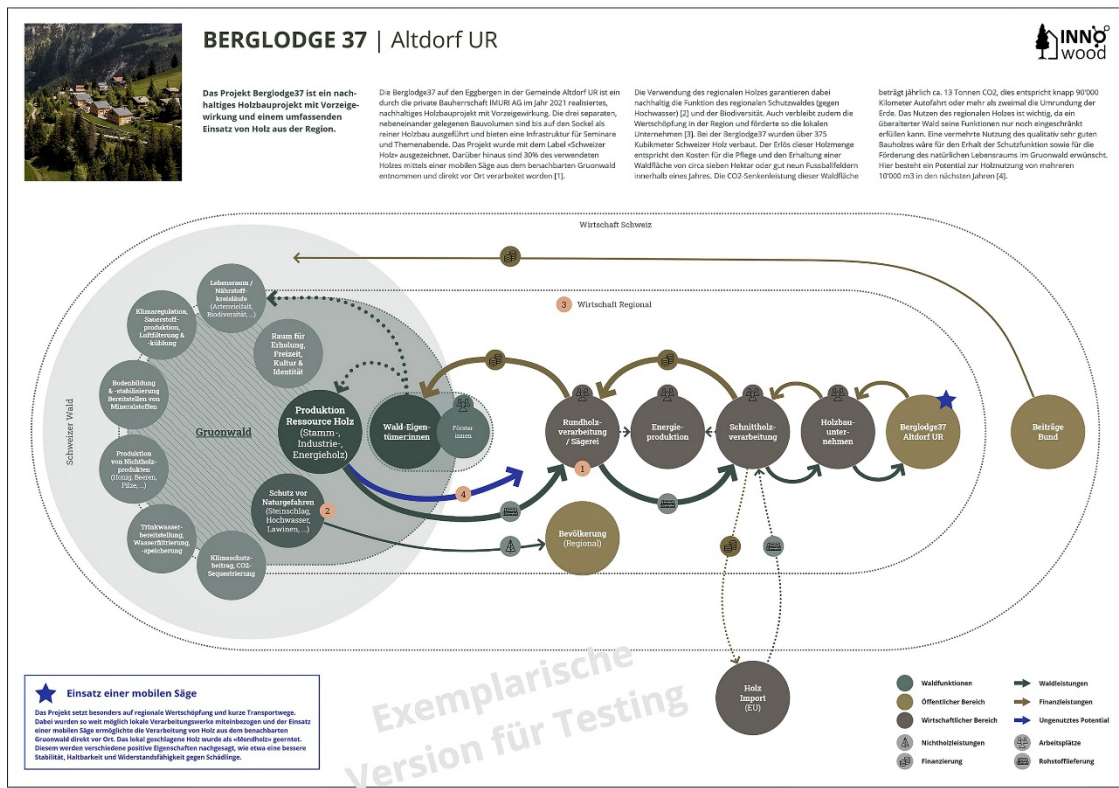 BERGLODGE 37 | Altdorf UR
INNO
wood
Das Projekt Berglodge37 ist ein nach-
haltiges Holzbauprojekt mit Vorzeige-
wirkung und einem umfassenden
Einsatz von Holz aus der Region.
Die Berglodge37 auf den Eggbergen in der Gemeinde Altdorf UR ist ein
durch die private Bauherrschaft IMURI AG im Jahr 2021 realisiertes,
nachhaltiges Holzbauprojekt mit Vorzeigewirkung. Die drei separaten,
nebeneinander gelegenen Bauvolumen sind bis auf den Sockel als
reiner Holzbau ausgeführt und bieten eine Infrastruktur für Seminare
und Themenabende. Das Projekt wurde mit dem Label «Schweizer
Holz» ausgezeichnet. Darüber hinaus sind 30% des verwendeten
Holzes mittels einer mobilen Säge aus dem benachbarten Gruonwald
entnommen und direkt vor Ort verarbeitet worden [1].
Die Verwendung des regionalen Holzes garantieren dabei
nachhaltig die Funktion des regionalen Schutzwaldes (gegen
Hochwasser) [2] und der Biodiversität. Auch verbleibt zudem die
Wertschöpfung in der Region und förderte so die lokalen
Unternehmen [3]. Bei der Berglodge37 wurden über 375
Kubikmeter Schweizer Holz verbaut. Der Erlös dieser Holzmenge
entspricht den Kosten für die Pflege und den Erhaltung einer
Waldfläche von circa sieben Hektar oder gut neun Fussballfeldern
innerhalb eines Jahres. Die CO2-Senkenleistung dieser Waldfläche
beträgt jährlich ca. 13 Tonnen CO2, dies entspricht knapp 90'000
Kilometer Autofahrt oder mehr als zweimal die Umrundung der
Erde. Das Nutzen des regionalen Holzes ist wichtig, da ein
überalterter Wald seine Funktionen nur noch eingeschränkt
erfüllen kann. Eine vermehrte Nutzung des qualitativ sehr guten
Bauholzes wäre für den Erhalt der Schutzfunktion sowie für die
Förderung des natürlichen Lebensraums im Gruonwald erwünscht.
Hier besteht ein Potential zur Holznutzung von mehreren
10'000 m3 in den nächsten Jahren [4].
Wirtschaft Schweiz
3
Wirtschaft Regional
Schweizer Wald
Lebensraum /
Nährstoff-
kreisläufe
(Artenvielfalt,
Biodiversität, ...)
Klimaregulation,
Sauerstoff-
produktion,
Luftfilterung &
-kühlung
Raum für
Erholung,
Freizeit,
Kultur &
Identität
Bodenbildung
& -stabilisierung
Bereitstellen von
Mineralstoffen
Gruonwald
Produktion
Ressource Holz
(Stamm-,
Industrie-,
Energieholz)
Wald-Eigen-
tümer:innen
Förster
innen
Rundholz-
verarbeitung
/ Sägerei
1
Energie-
produktion
Schnittholz-
verarbeitung
Holzbau-
unter-
nehmen
Berglodge37
Altdorf UR
Beiträge
Bund
Produktion
von Nichtholz-
produkten
(Honig, Beeren,
Pilze, ...)
Schutz vor
Naturgefahren
(Steinschlag,
Hochwasser,
Lawinen, ...)
2
4
Trinkwasser-
bereitstellung,
Wasserfiltrierung,
-speicherung
Klimaschutz-
beitrag, CO2-
Sequestrierung
Bevölkerung
(Regional)
Holz
Import
(EU)
Exemplarische
Version für Testing
Einsatz einer mobilen Säge
Das Projekt setzt besonders auf regionale Wertschöpfung und kurze Transportwege.
Dabei wurden so weit möglich lokale Verarbeitungswerke miteinbezogen und der Einsatz
einer mobilen Säge ermöglichte die Verarbeitung von Holz aus dem benachbarten
Gruonwald direkt vor Ort. Das lokal geschlagene Holz wurde als «Mondholz» geerntet.
Diesem werden verschiedene positive Eigenschaften nachgesagt, wie etwa eine bessere
Stabilität, Haltbarkeit und Widerstandsfähigkeit gegen Schädlinge.
Waldfunktionen
Öffentlicher Bereich
Wirtschaftlicher Bereich
Nichtholzleistungen
Finanzierung
Waldleistungen
Finanzleistungen
Ungenutztes Potential
Arbeitsplätze
Rohstofflieferung